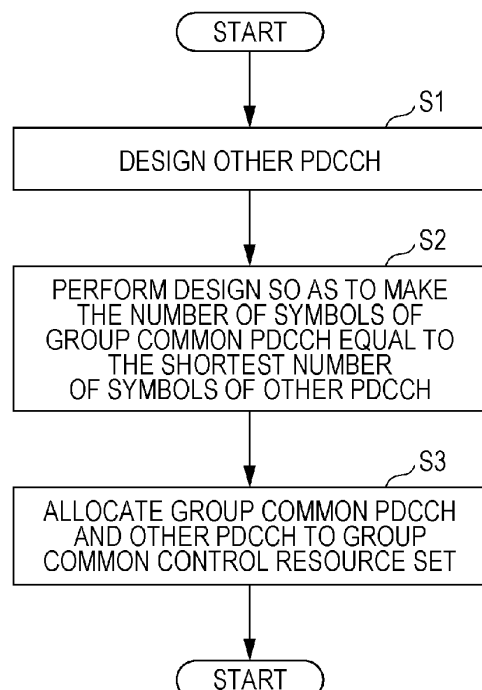 START
S1
DESIGN OTHER PDCCH
S2
PERFORM DESIGN SO AS TO MAKE
THE NUMBER OF SYMBOLS OF
GROUP COMMON PDCCH EQUAL TO
THE SHORTEST NUMBER
OF SYMBOLS OF OTHER PDCCH
S3
ALLOCATE GROUP COMMON PDCCH
AND OTHER PDCCH TO GROUP
COMMON CONTROL RESOURCE SET
START